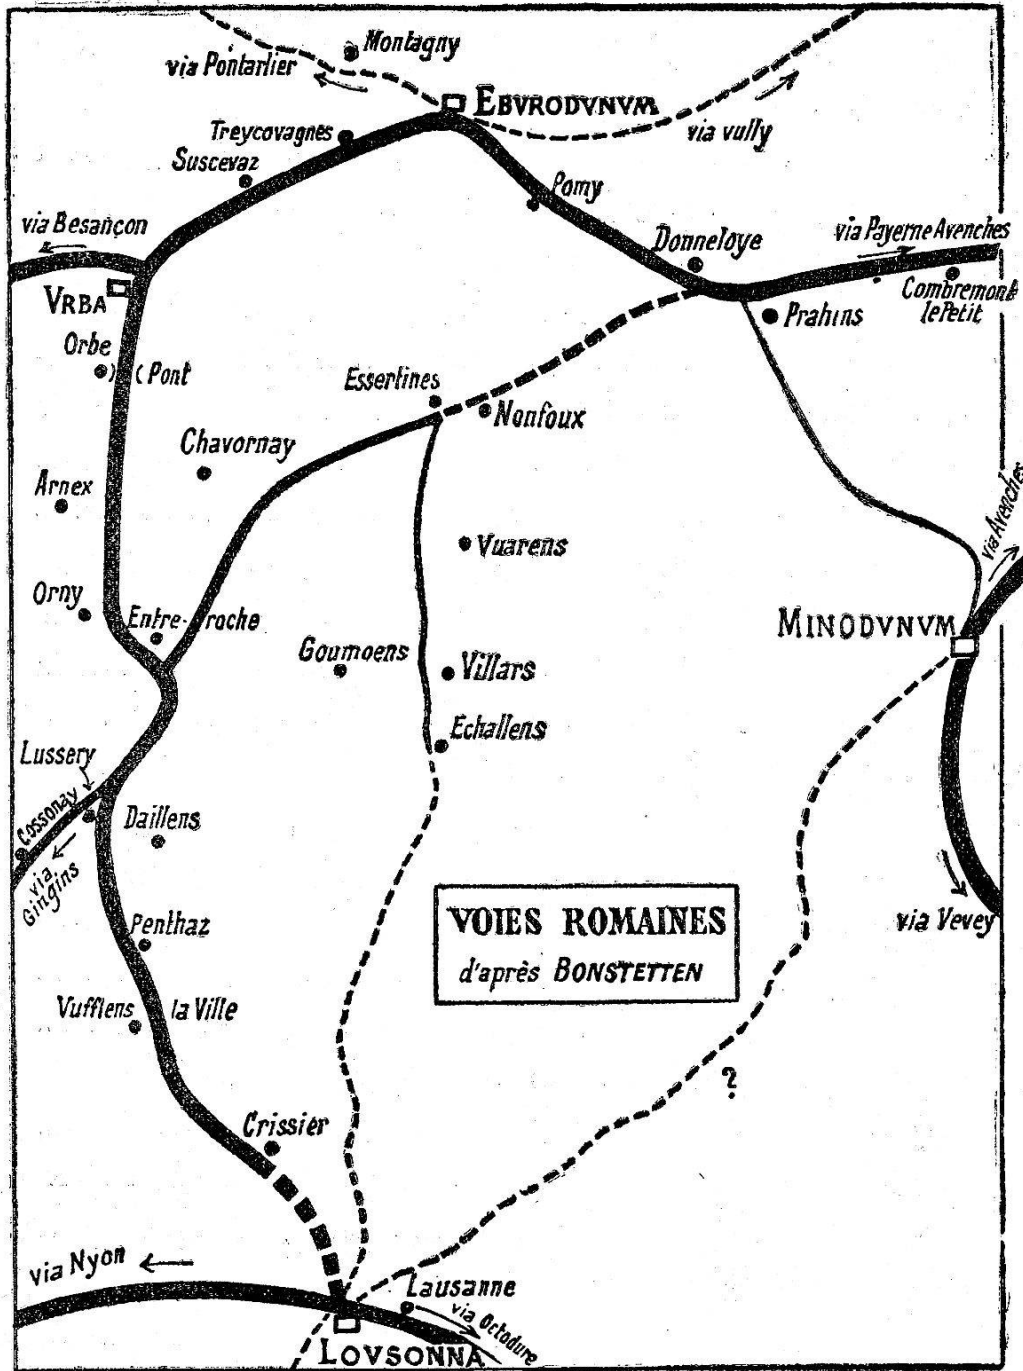 Montagny
via Pontarlier
EBVRODVNVM
Treycovagnes
via vully
Suscevaz
Pomy
via Besançon
Donneloye
via Payerne Avenches
VRBA
Combremont
le Petit
Prahins
Orbe
Pont
Essertines
Nonfoux
Chavornay
Arnex
via Avenches
Vuarens
Orny
Entre-roche
MINODVNVM
Goumoens
Villars
Echallens
Lussery
Cossonay
Daillens
via
Gingins
VOIES ROMAINES
d'après BONSTETTEN
Penthaz
via Vevey
Vufflens la Ville
?
Crissier
via Nyon
Lausanne
via Octodure
LOVSONNA